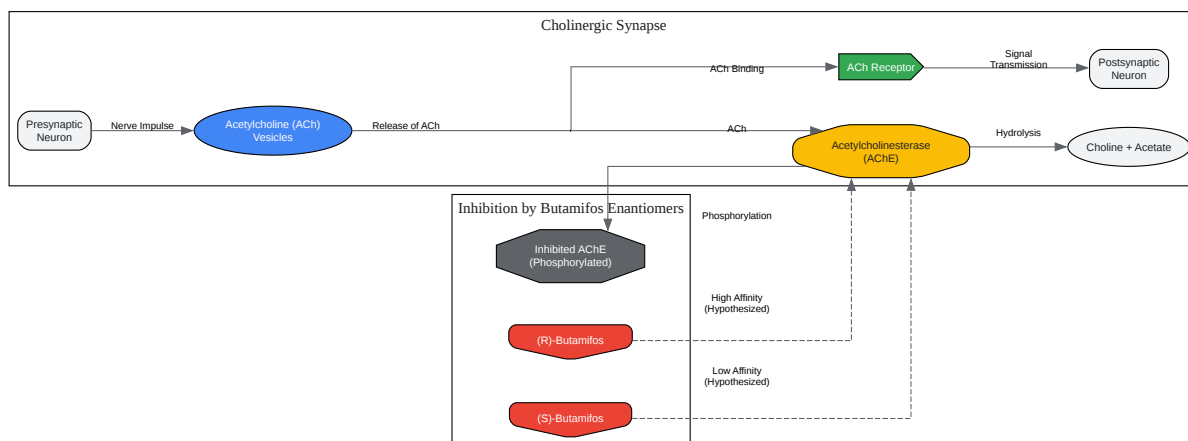 Cholinergic Synapse
Signal
Transmission
ACh Binding
ACh Receptor
Postsynaptic
Neuron
Presynaptic
Neuron
Nerve Impulse
Acetylcholine (ACh)
Vesicles
Release of ACh
ACh
Acetylcholinesterase
(AChE)
Hydrolysis
Choline + Acetate
Inhibition by Butamifos Enantiomers
Phosphorylation
Inhibited AChE
(Phosphorylated)
High Affinity
(Hypothesized)
(R)-Butamifos
Low Affinity
(Hypothesized)
(S)-Butamifos